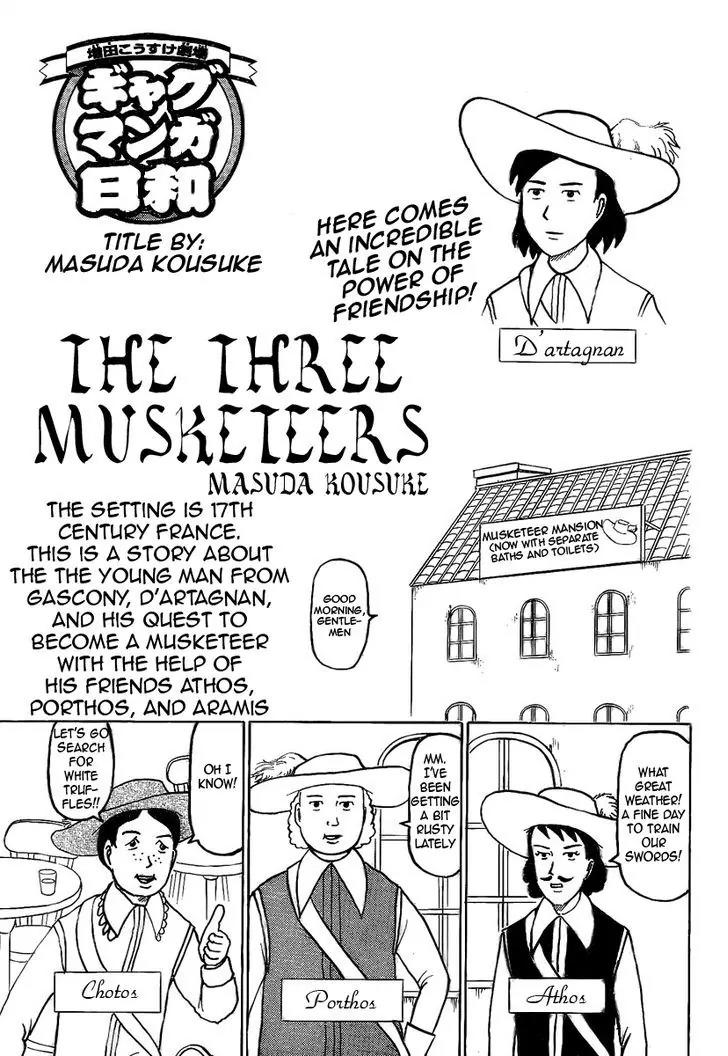 増田こうすけ劇場
ギャグ
マンガ
日和
TITLE BY:
MASUDA KOUSUKE
HERE COMES
AN INCREDIBLE
TALE ON THE
POWER OF
FRIENDSHIP!
D'artagnan
THE THREE
MUSKETEERS
MASUDA KOUSUKE
THE SETTING IS 17TH
CENTURY FRANCE.
THIS IS A STORY ABOUT
THE THE YOUNG MAN FROM
GASCONY, D'ARTAGNAN,
AND HIS QUEST TO
BECOME A MUSKETEER
WITH THE HELP OF
HIS FRIENDS ATHOS,
PORTHOS, AND ARAMIS
MUSKETEER MANSION
(NOW WITH SEPARATE
BATHS AND TOILETS)
GOOD
MORNING,
GENTLE-
MEN
WHAT
GREAT
WEATHER!
A FINE DAY
TO TRAIN
OUR
SWORDS!
Athos
MM.
I'VE
BEEN
GETTING
A BIT
RUSTY
LATELY
Porthos
OH I
KNOW!
LET'S GO
SEARCH
FOR
WHITE
TRUF-
FLES!!
Chotos